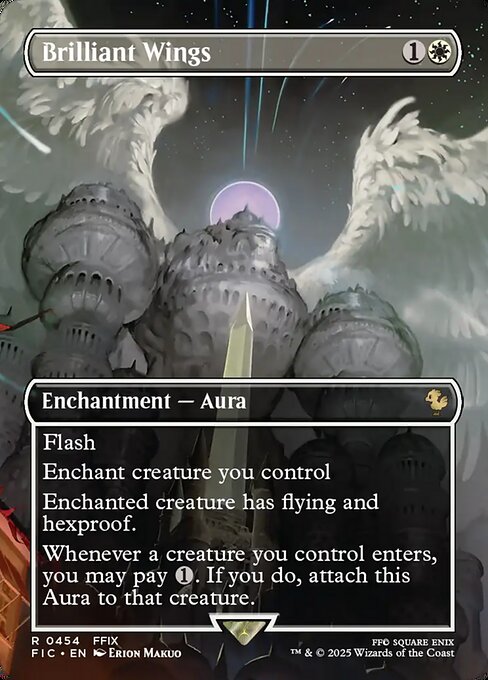 Brilliant Wings 1
Enchantment — Aura
Flash
Enchant creature you control
Enchanted creature has flying and
hexproof.
Whenever a creature you control enters,
you may pay 1. If you do, attach this
Aura to that creature.
R 0454 FFIX
FIC • EN Erion Makuo
FF© SQUARE ENIX
™ & © 2025 Wizards of the Coast